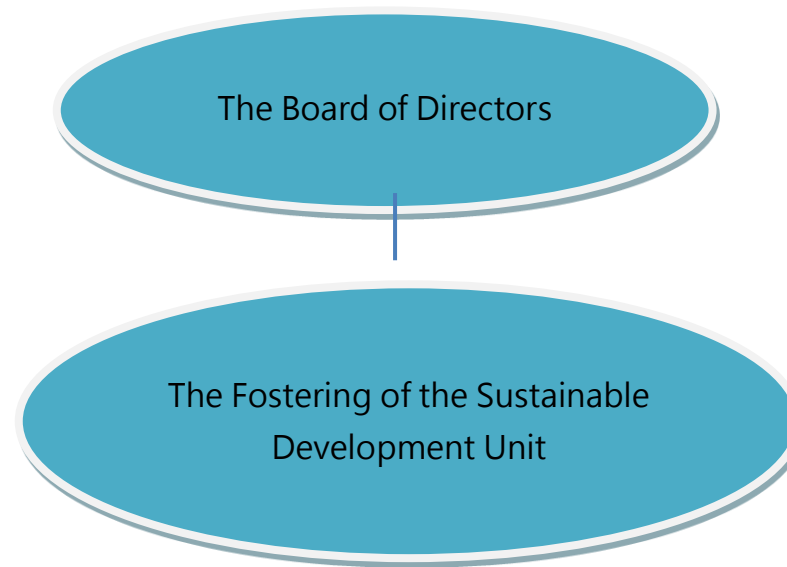 The Board of Directors
The Fostering of the Sustainable
Development Unit